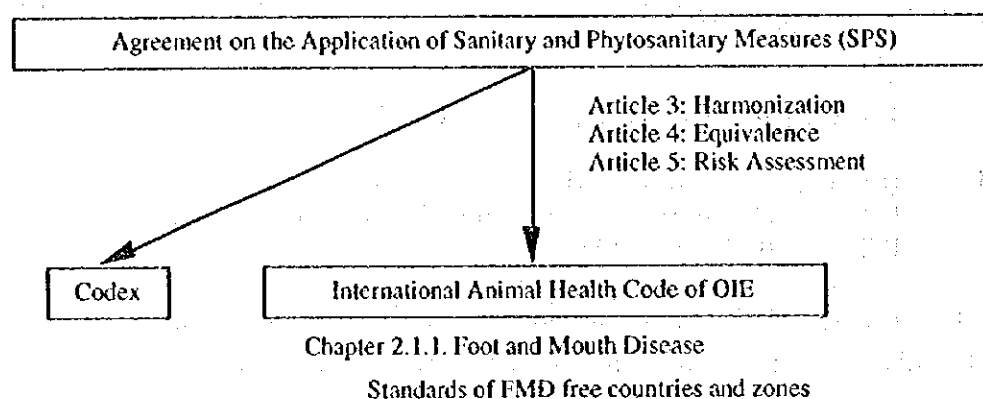 Agreement on the Application of Sanitary and Phytosanitary Measures (SPS)
Article 3: Harmonization
Article 4: Equivalence
Article 5: Risk Assessment
Codex
International Animal Health Code of OIE
Chapter 2.1.1. Foot and Mouth Disease
Standards of FMD free countries and zones